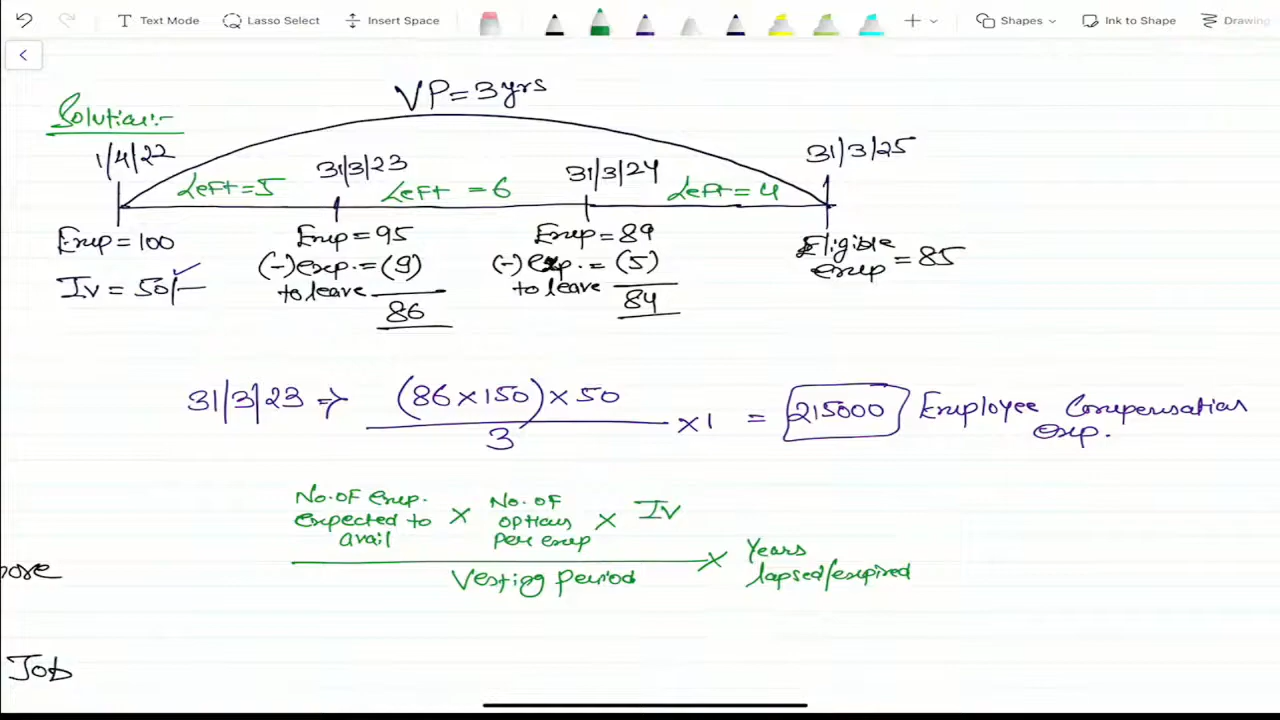 Text Mode Lasso Select Insert Space Shapes Ink to Shape Drawing
VP=3yrs
Solution:-
1/4/22 31/3/23 31/3/24 31/3/25
Left=5 Left =6 Left=4
Emp=100 Emp=95 Emp=89 Eligible emp =85
IV = 50/- (-) exp. = (9) (-) exp. = (5)
to leave to leave
86 84
31/3/23 ⇒ (86×150)×50 / 3 ×1 = 215000 Employee Compensation exp.
No. of emp. expected to avail × No. of options per emp × IV
Vesting period × Years lapsed/expired
more
Job